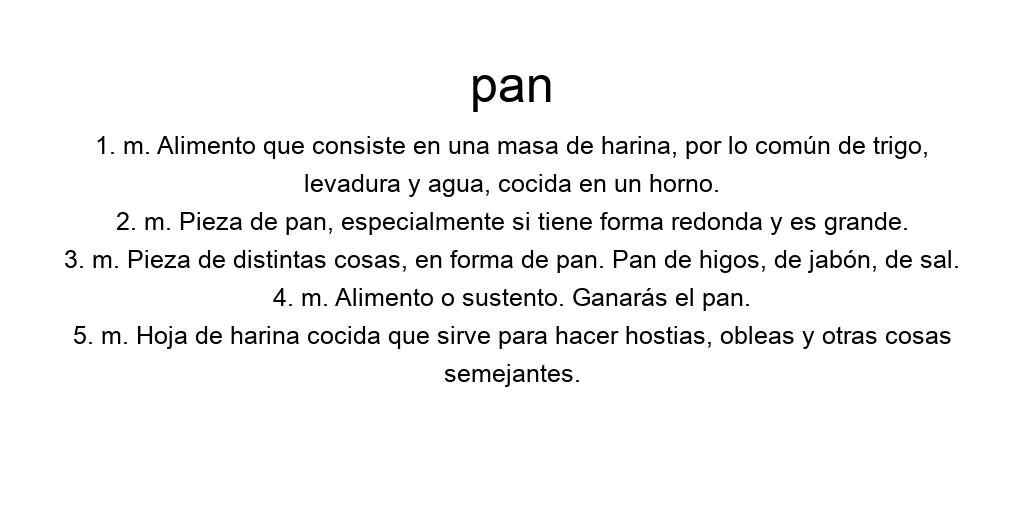 pan
1. m. Alimento que consiste en una masa de harina, por lo común de trigo,
levadura y agua, cocida en un horno.
2. m. Pieza de pan, especialmente si tiene forma redonda y es grande.
3. m. Pieza de distintas cosas, en forma de pan. Pan de higos, de jabón, de sal.
4. m. Alimento o sustento. Ganarás el pan.
5. m. Hoja de harina cocida que sirve para hacer hostias, obleas y otras cosas
semejantes.